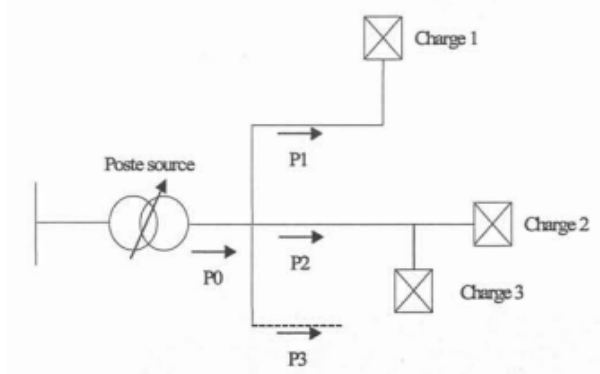 Charge 1
P1
Poste source
P0
P2
Charge 2
Charge 3
P3